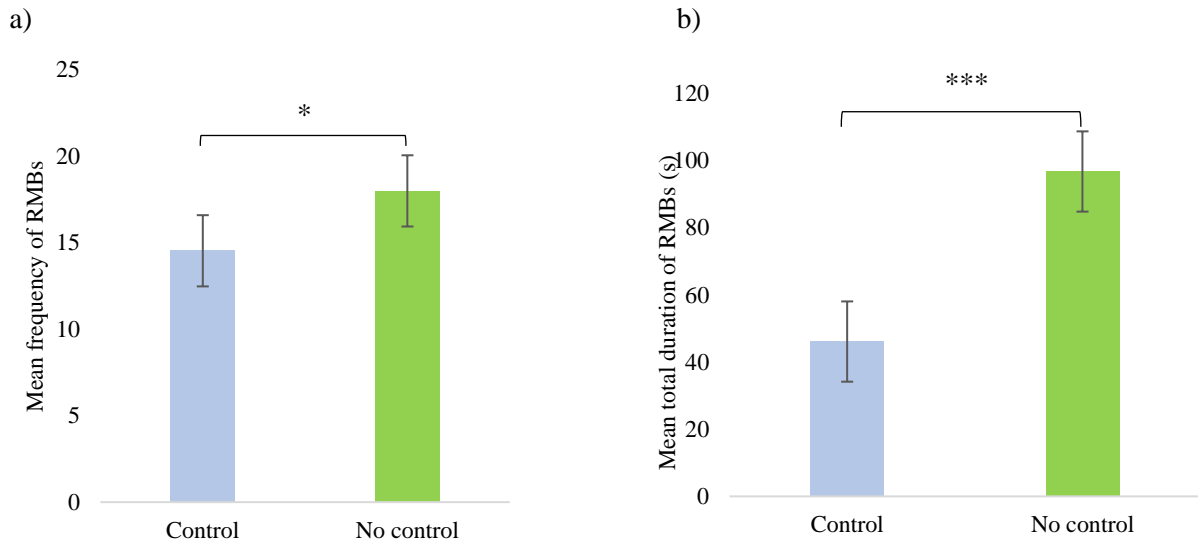 a)
Mean frequency of RMBs
25
20
15
10
5
0
*
Control
No control
b)
Mean total duration of RMBs (s)
120
100
80
60
40
20
0
***
Control
No control